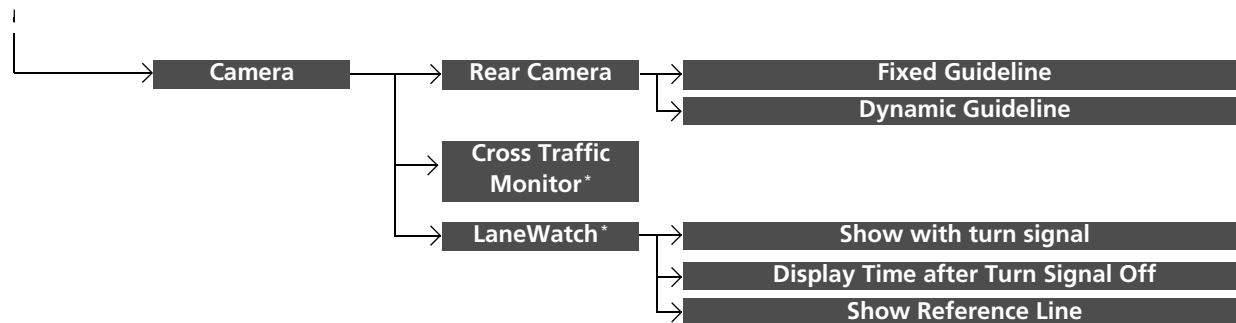 Camera
Rear Camera
Fixed Guideline
Dynamic Guideline
Cross Traffic
Monitor*
LaneWatch*
Show with turn signal
Display Time after Turn Signal Off
Show Reference Line